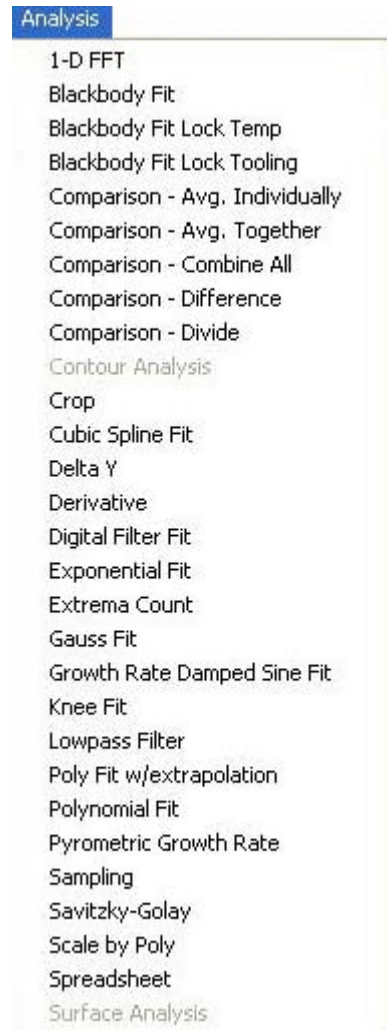 Analysis
1-D FFT
Blackbody Fit
Blackbody Fit Lock Temp
Blackbody Fit Lock Tooling
Comparison - Avg. Individually
Comparison - Avg. Together
Comparison - Combine All
Comparison - Difference
Comparison - Divide
Contour Analysis
Crop
Cubic Spline Fit
Delta Y
Derivative
Digital Filter Fit
Exponential Fit
Extrema Count
Gauss Fit
Growth Rate Damped Sine Fit
Knee Fit
Lowpass Filter
Poly Fit w/extrapolation
Polynomial Fit
Pyrometric Growth Rate
Sampling
Savitzky-Golay
Scale by Poly
Spreadsheet
Surface Analysis